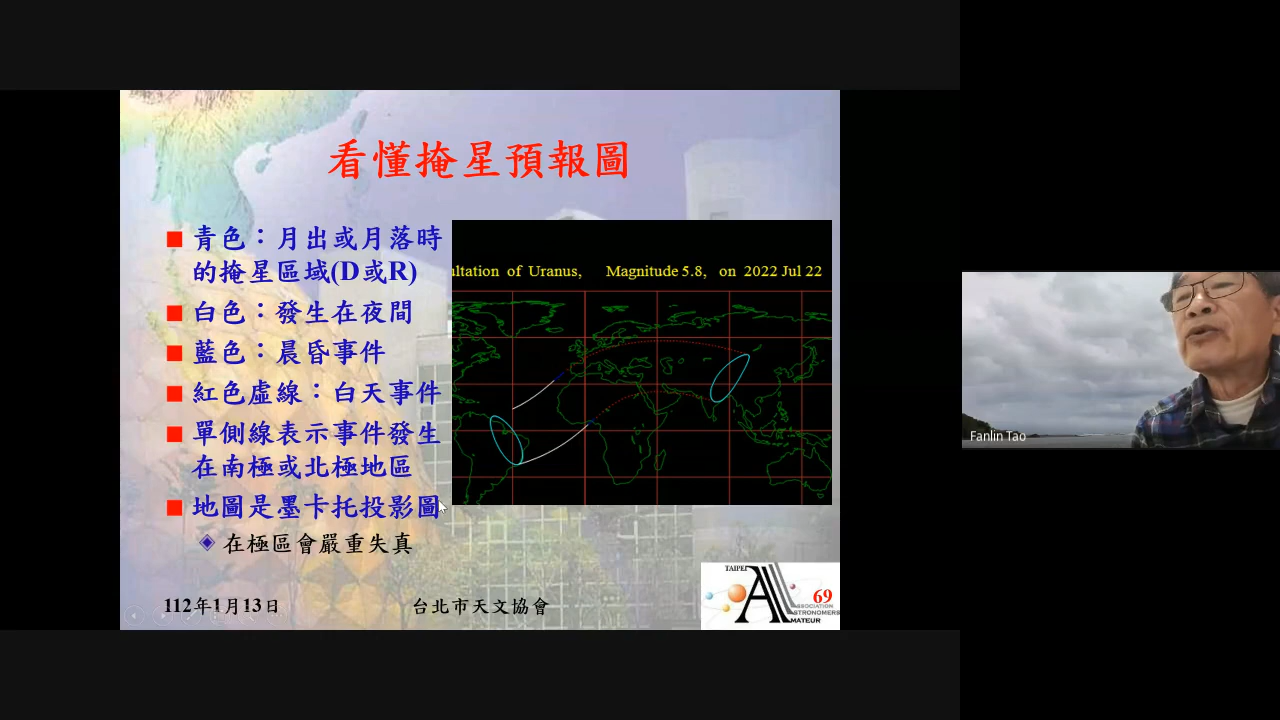 看懂掩星預報圖
青色：月出或月落時
的掩星區域(D或R)
白色：發生在夜間
藍色：晨昏事件
紅色虛線：白天事件
單側線表示事件發生
在南極或北極地區
地圖是墨卡托投影圖
在極區會嚴重失真
ultation of Uranus, Magnitude 5.8, on 2022 Jul 22
Fanlin Tao
112年1月13日
台北市天文協會
TAIPEI
69
ASSOCIATION
ASTRONOMERS
AMATEUR